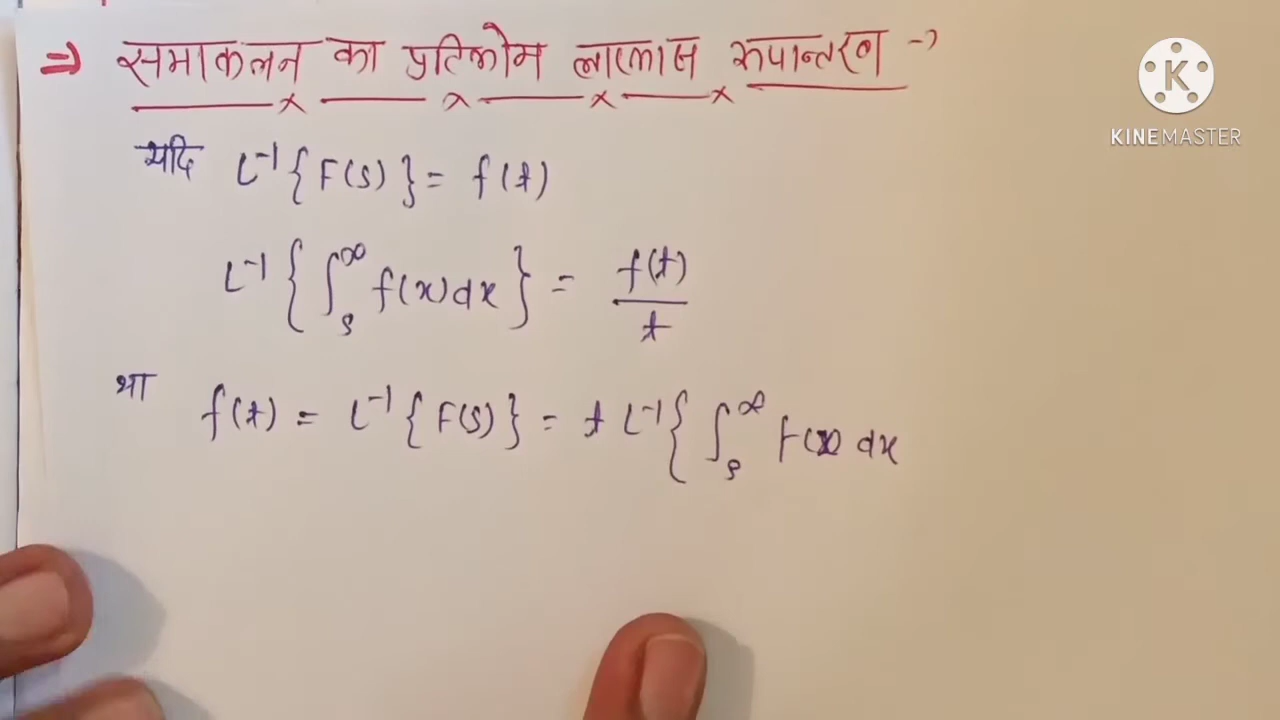 ⇒ समाकलन का प्रतिलोम लाप्लास रूपान्तरण →
KINEMASTER
यदि L⁻¹{F(s)} = f(t)
L⁻¹{∫ₛ^∞ f(x)dx} = f(t)/t
या f(t) = L⁻¹{F(s)} = t L⁻¹{∫ₛ^∞ F(x) dx